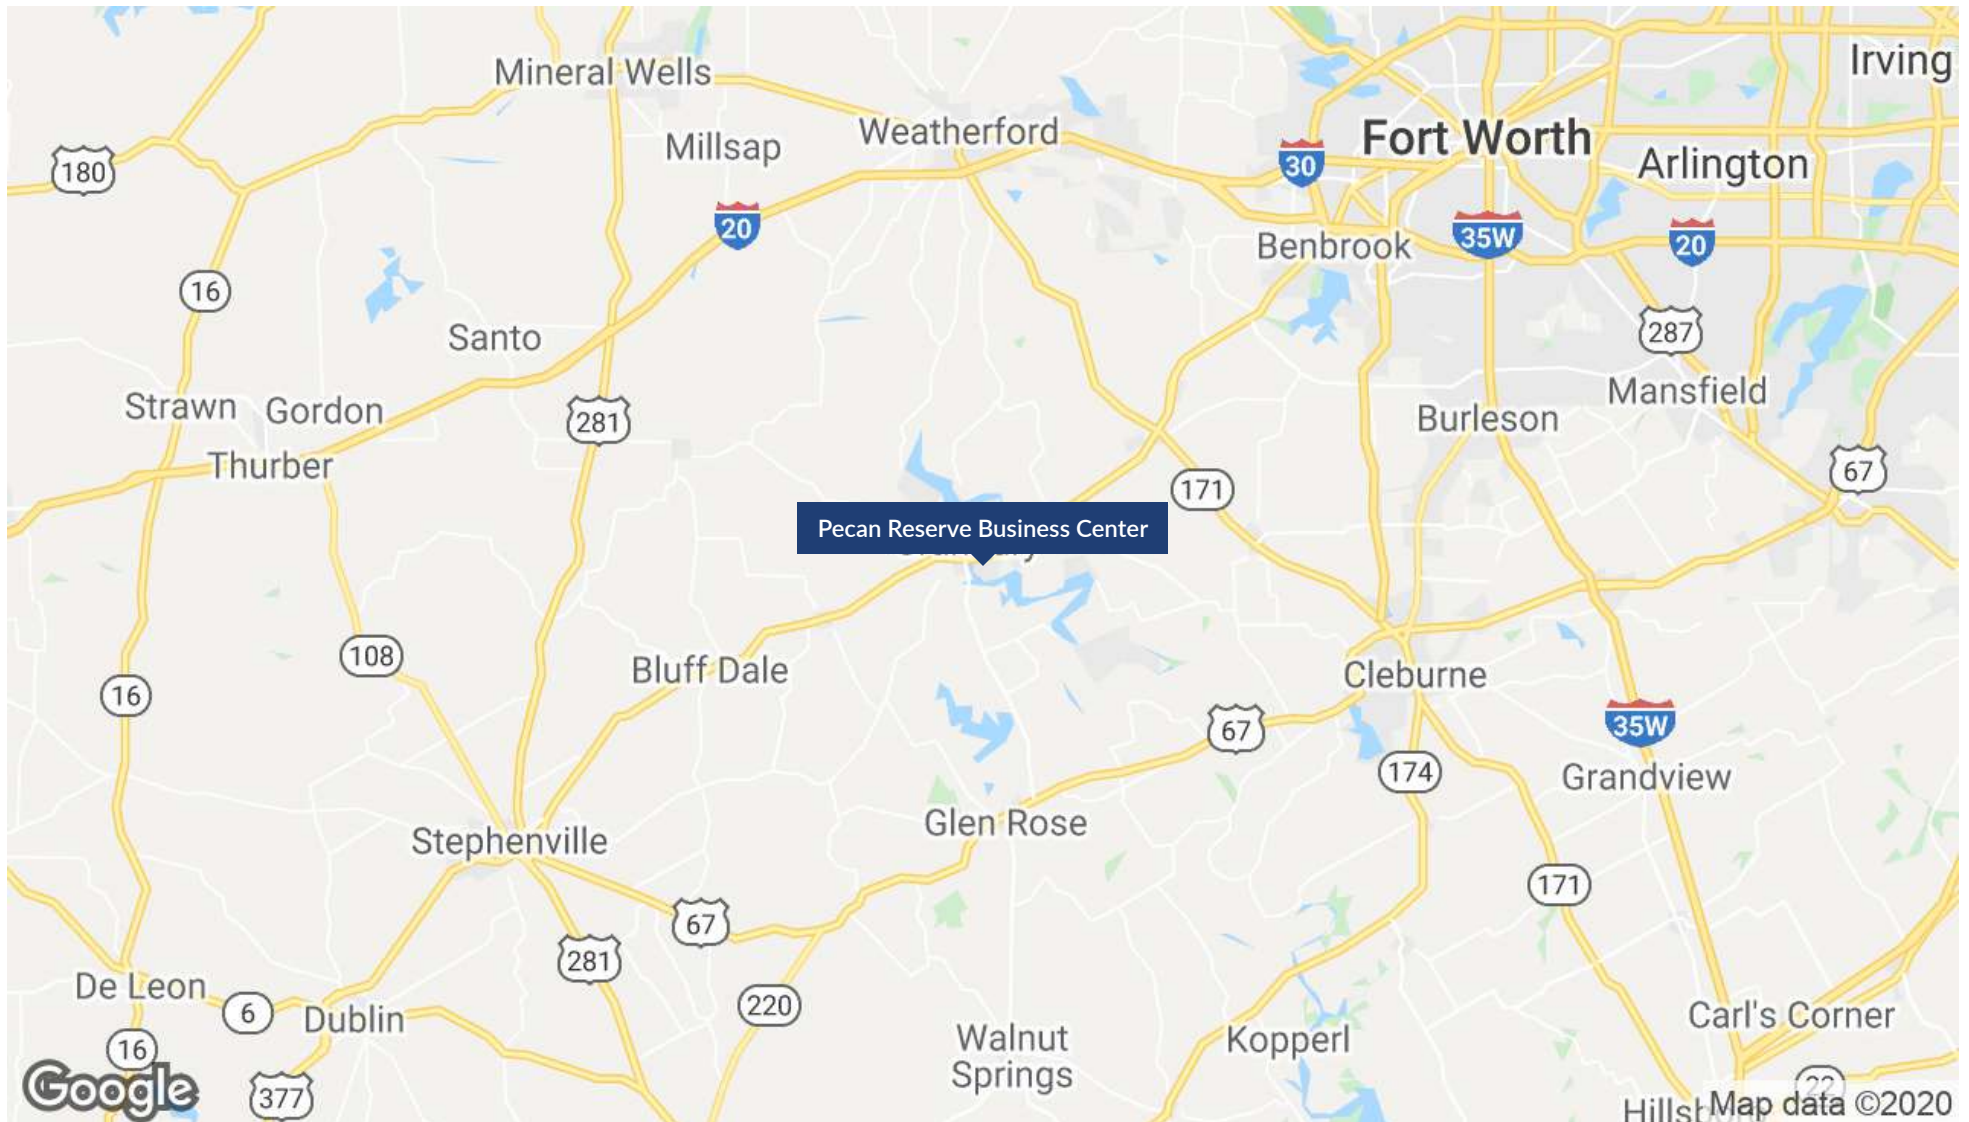 Irving
Mineral Wells
Weatherford
Fort Worth
Millsap
Arlington
180
30
20
35W
20
Benbrook
16
287
Santo
Mansfield
Strawn
Gordon
281
Burleson
Thurber
67
171
Pecan Reserve Business Center
108
Bluff Dale
Cleburne
16
67
35W
174
Grandview
Glen Rose
Stephenville
171
67
281
De Leon
220
6
Dublin
Carl's Corner
Walnut
Springs
Kopperl
16
Google
377
22
Map data ©2020